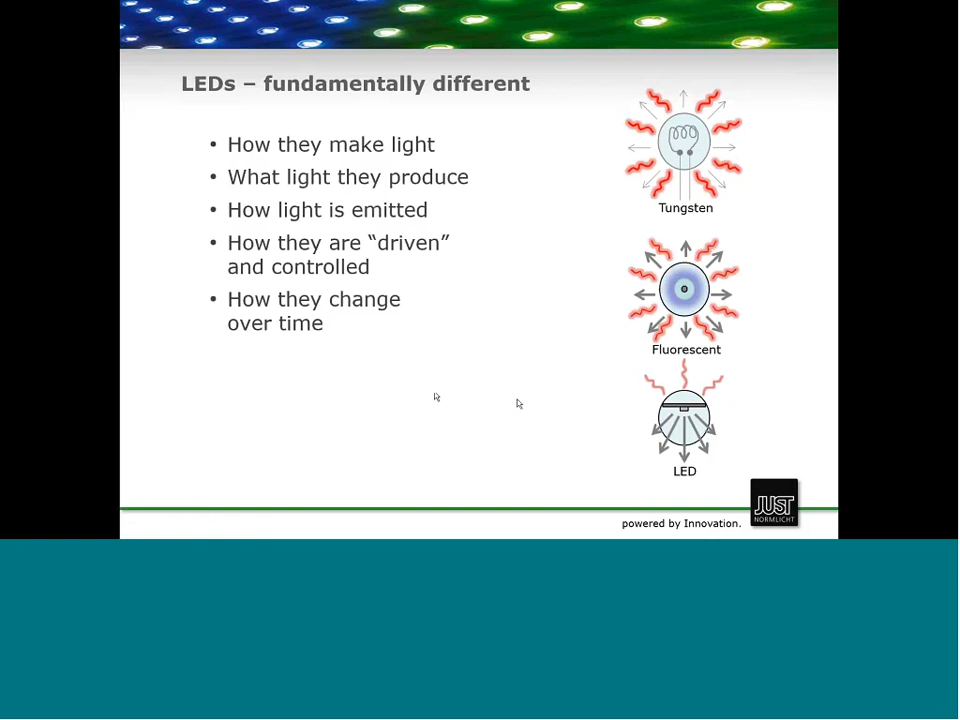 LEDs – fundamentally different
• How they make light
• What light they produce
• How light is emitted
• How they are “driven”
and controlled
• How they change
over time
Tungsten
Fluorescent
LED
JUST
NORMLICHT
powered by Innovation.